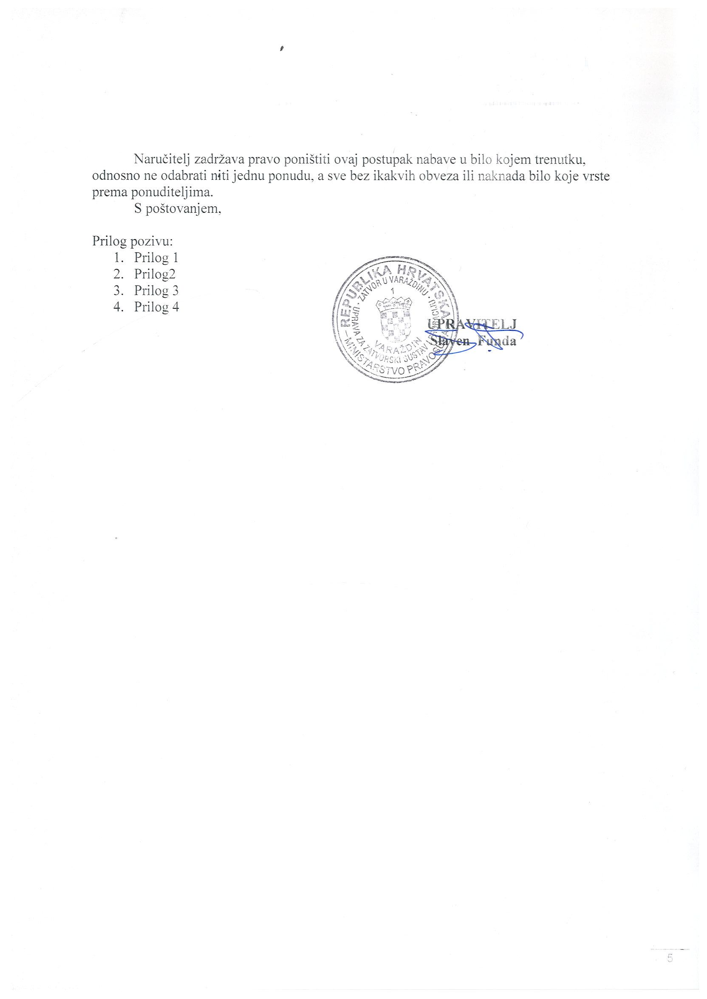 Naručitelj zadržava pravo poništiti ovaj postupak nabave u bilo kojem trenutku,
odnosno ne odabrati niti jednu ponudu, a sve bez ikakvih obveza ili naknada bilo koje vrste
prema ponuditeljima.
S poštovanjem,
Prilog pozivu:
1. Prilog 1
2. Prilog2
3. Prilog 3
4. Prilog 4
REPUBLIKA HRVATSKA
ZATVOR U VARAŽDINU
1
VARAŽDIN
UPRAVA ZA ZATVORSKI SUSTAV I
MINISTARSTVO PRAVOSUĐA
UPRAVITELJ
Slaven Funda
5